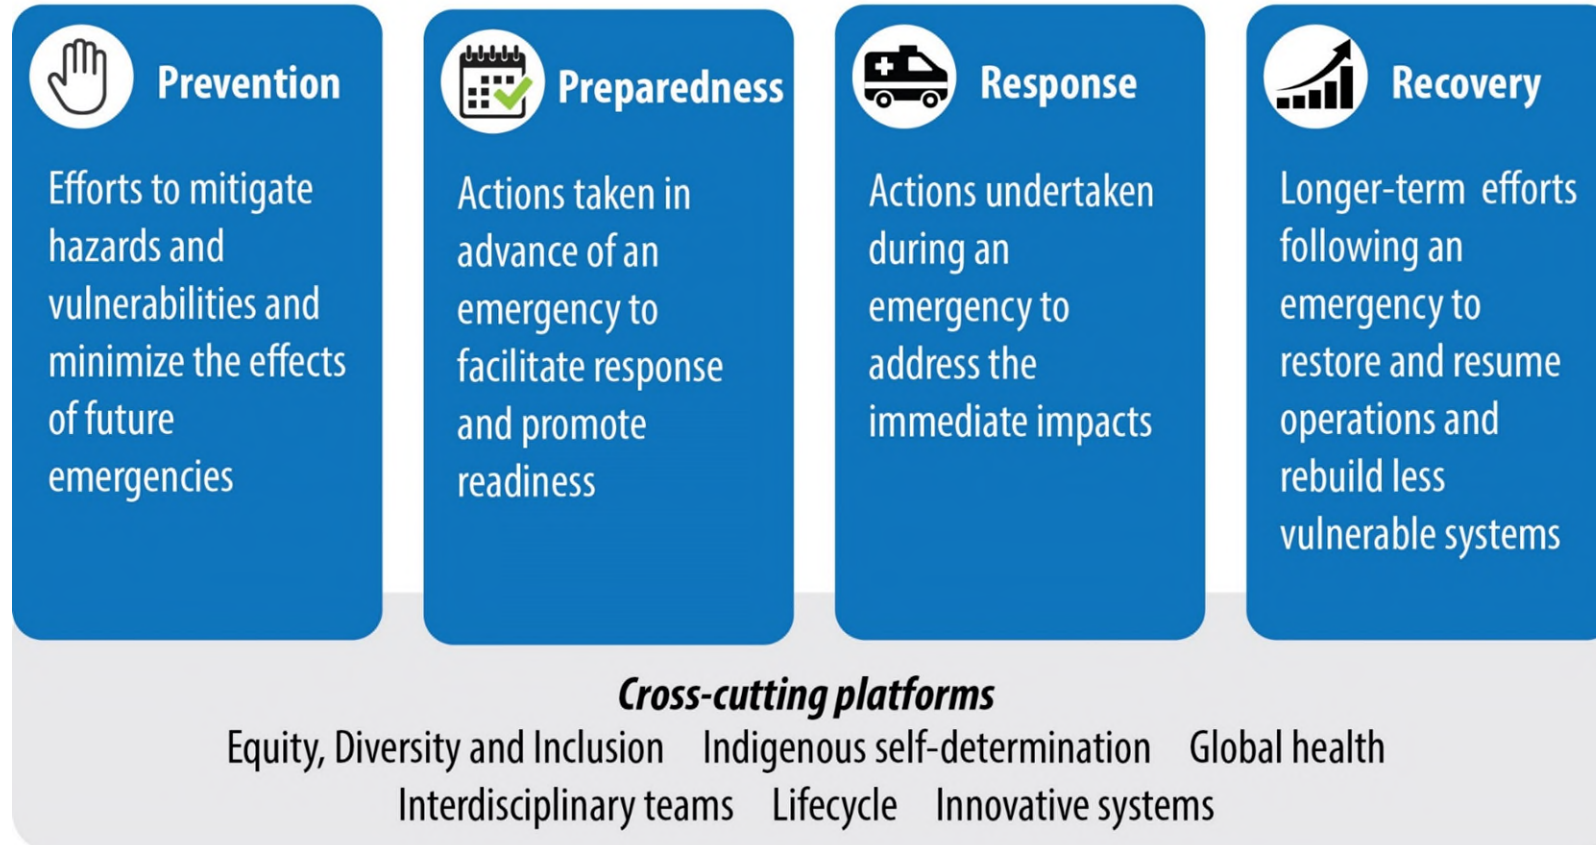 Prevention
Efforts to mitigate
hazards and
vulnerabilities and
minimize the effects
of future
emergencies
Preparedness
Actions taken in
advance of an
emergency to
facilitate response
and promote
readiness
Response
Actions undertaken
during an
emergency to
address the
immediate impacts
Recovery
Longer-term efforts
following an
emergency to
restore and resume
operations and
rebuild less
vulnerable systems
Cross-cutting platforms
Equity, Diversity and Inclusion Indigenous self-determination Global health
Interdisciplinary teams Lifecycle Innovative systems